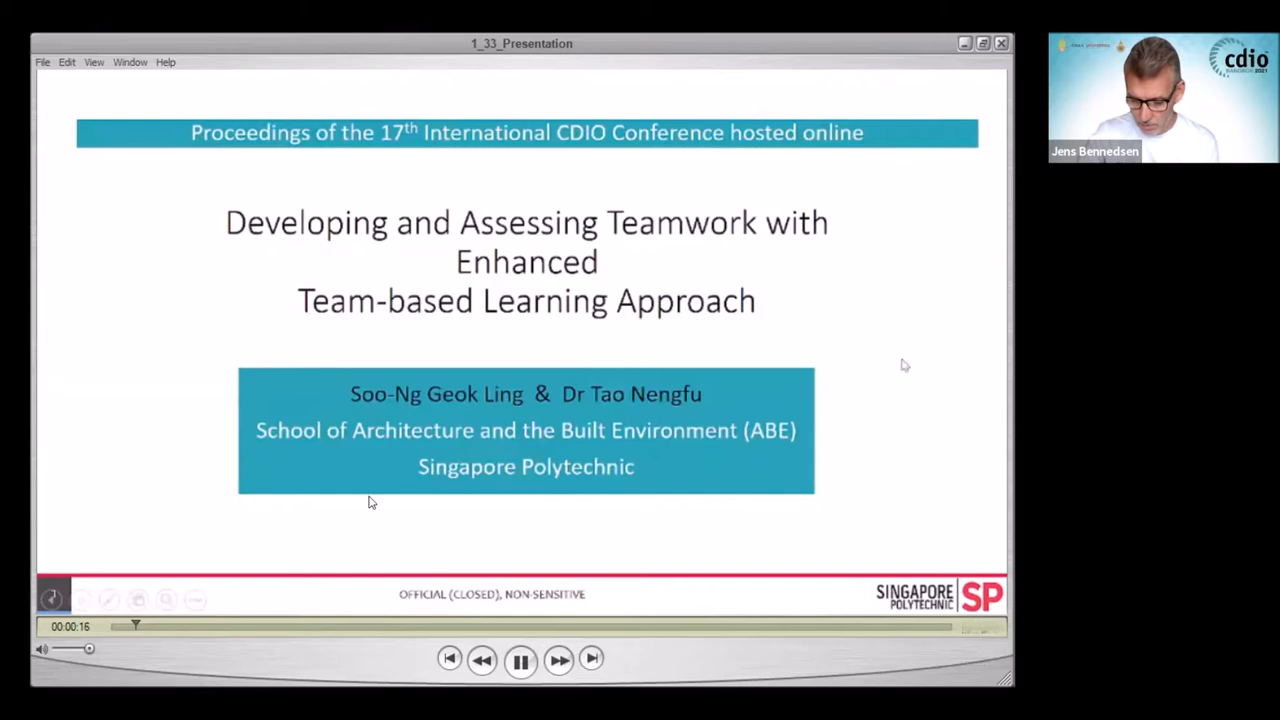 1_33_Presentation
File Edit View Window Help
Proceedings of the 17th International CDIO Conference hosted online
Developing and Assessing Teamwork with
Enhanced
Team-based Learning Approach
Soo-Ng Geok Ling & Dr Tao Nengfu
School of Architecture and the Built Environment (ABE)
Singapore Polytechnic
OFFICIAL (CLOSED), NON-SENSITIVE
SINGAPORE
POLYTECHNIC
SP
00:00:16
cdio
BANGKOK 2021
Jens Bennedsen